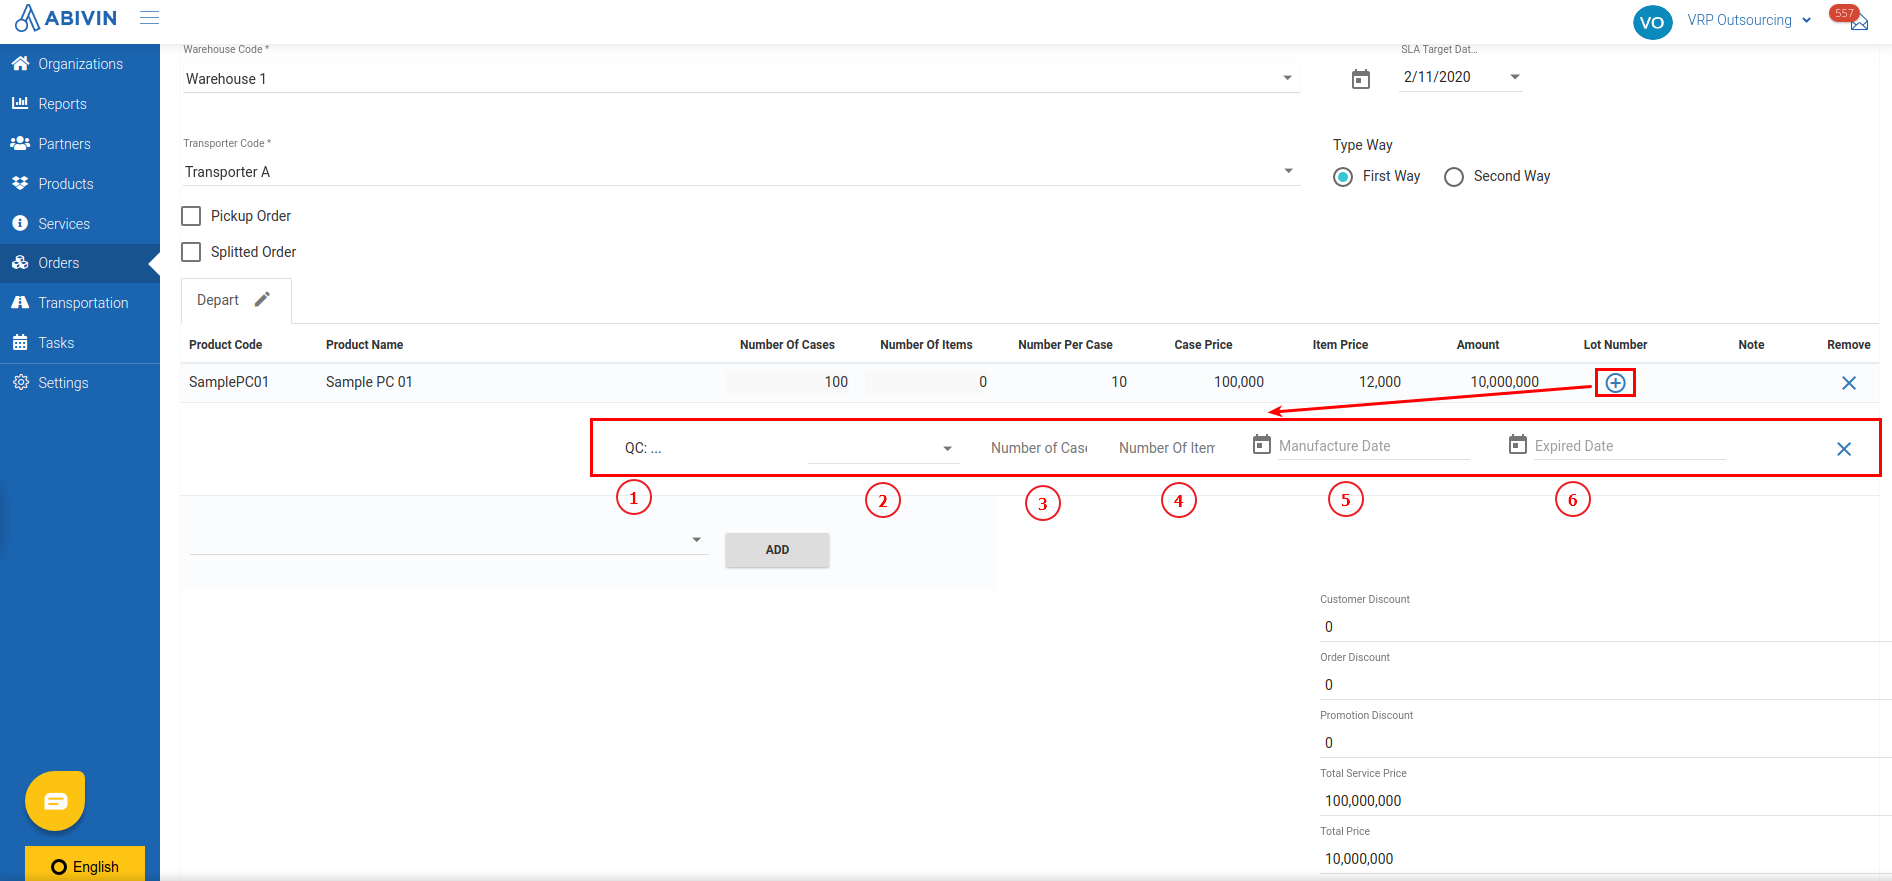 ABIVIN
VO
VRP Outsourcing
557
Organizations
Reports
Partners
Products
Services
Orders
Transportation
Tasks
Settings
English
Warehouse Code *
Warehouse 1
SLA Target Dat...
2/11/2020
Transporter Code *
Transporter A
Type Way
First Way
Second Way
Pickup Order
Splitted Order
Depart
Product Code Product Name Number Of Cases Number Of Items Number Per Case Case Price Item Price Amount Lot Number Note Remove
SamplePC01 Sample PC 01 100 0 10 100,000 12,000 10,000,000
QC: ... Number of Cas Number Of Item Manufacture Date Expired Date
1 2 3 4 5 6
ADD
Customer Discount
0
Order Discount
0
Promotion Discount
0
Total Service Price
100,000,000
Total Price
10,000,000